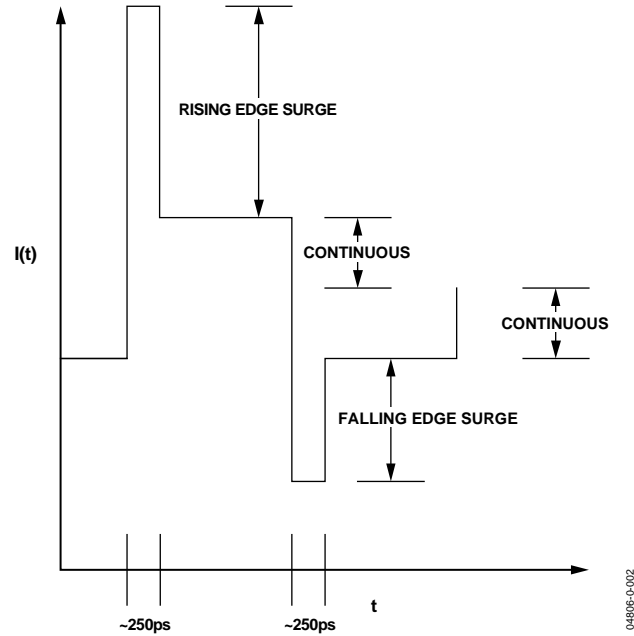 RISING EDGE SURGE
I(t)
CONTINUOUS
CONTINUOUS
FALLING EDGE SURGE
t
~250ps
~250ps
04806-0-002